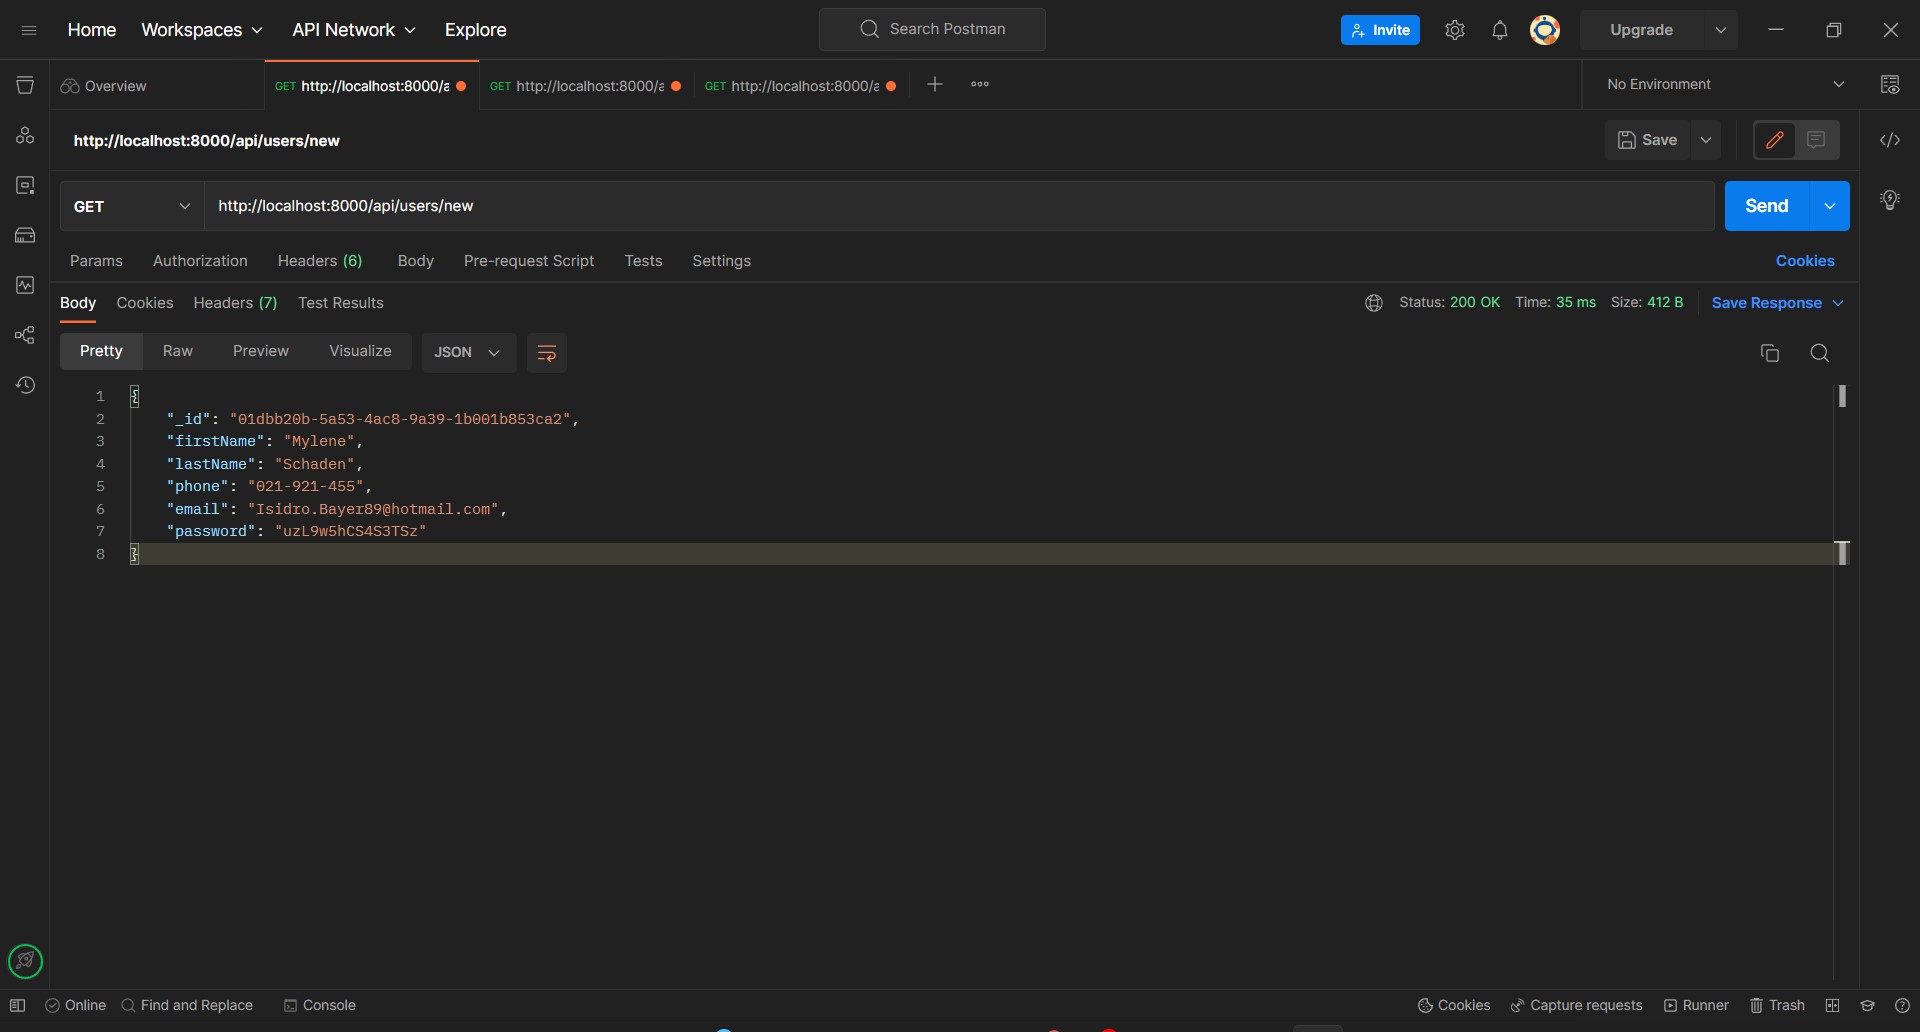 Home Workspaces API Network Explore Search Postman Invite Upgrade
Overview GET http://localhost:8000/a GET http://localhost:8000/a GET http://localhost:8000/a No Environment
http://localhost:8000/api/users/new Save
GET http://localhost:8000/api/users/new Send
Params Authorization Headers (6) Body Pre-request Script Tests Settings Cookies
Body Cookies Headers (7) Test Results Status: 200 OK Time: 35 ms Size: 412 B Save Response
Pretty Raw Preview Visualize JSON
1 {
2 "_id": "01dbb20b-5a53-4ac8-9a39-1b001b853ca2",
3 "firstName": "Mylene",
4 "lastName": "Schaden",
5 "phone": "021-921-455",
6 "email": "Isidro.Bayer89@hotmail.com",
7 "password": "uzL9w5hCS4S3TSz"
8 }
Online Find and Replace Console Cookies Capture requests Runner Trash